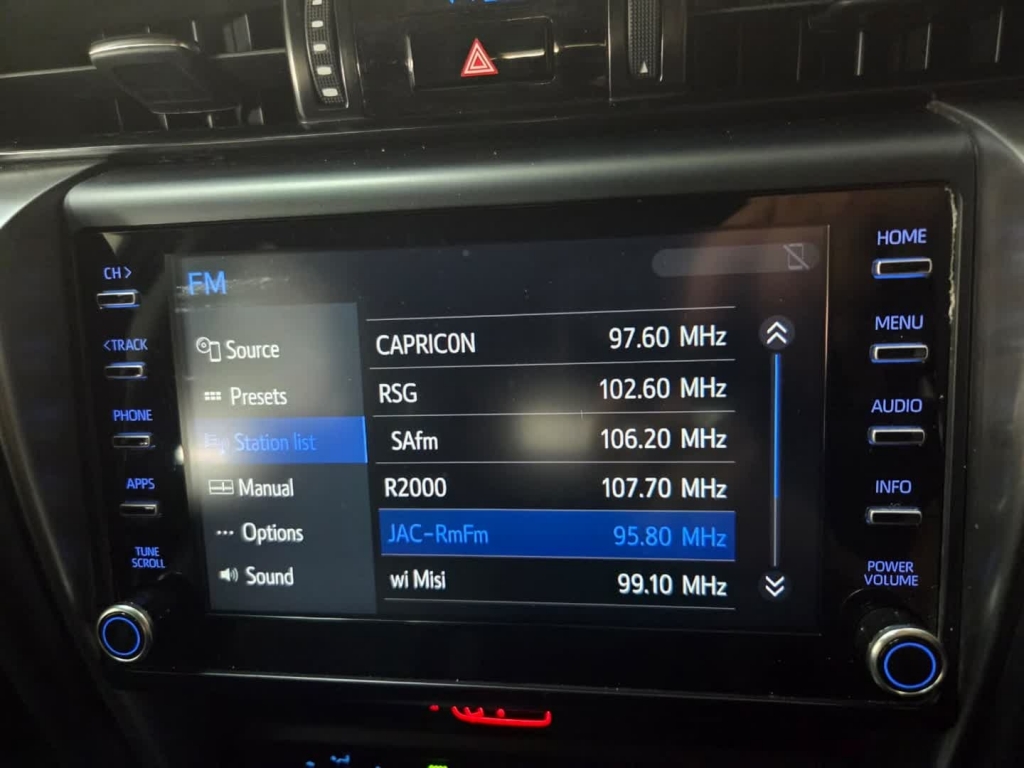 CH>
<TRACK
PHONE
APPS
TUNE
SCROLL
FM
Source
Presets
Station list
Manual
Options
Sound
CAPRICON 97.60 MHz
RSG 102.60 MHz
SAfm 106.20 MHz
R2000 107.70 MHz
JAC-RmFm 95.80 MHz
wi Misi 99.10 MHz
HOME
MENU
AUDIO
INFO
POWER
VOLUME